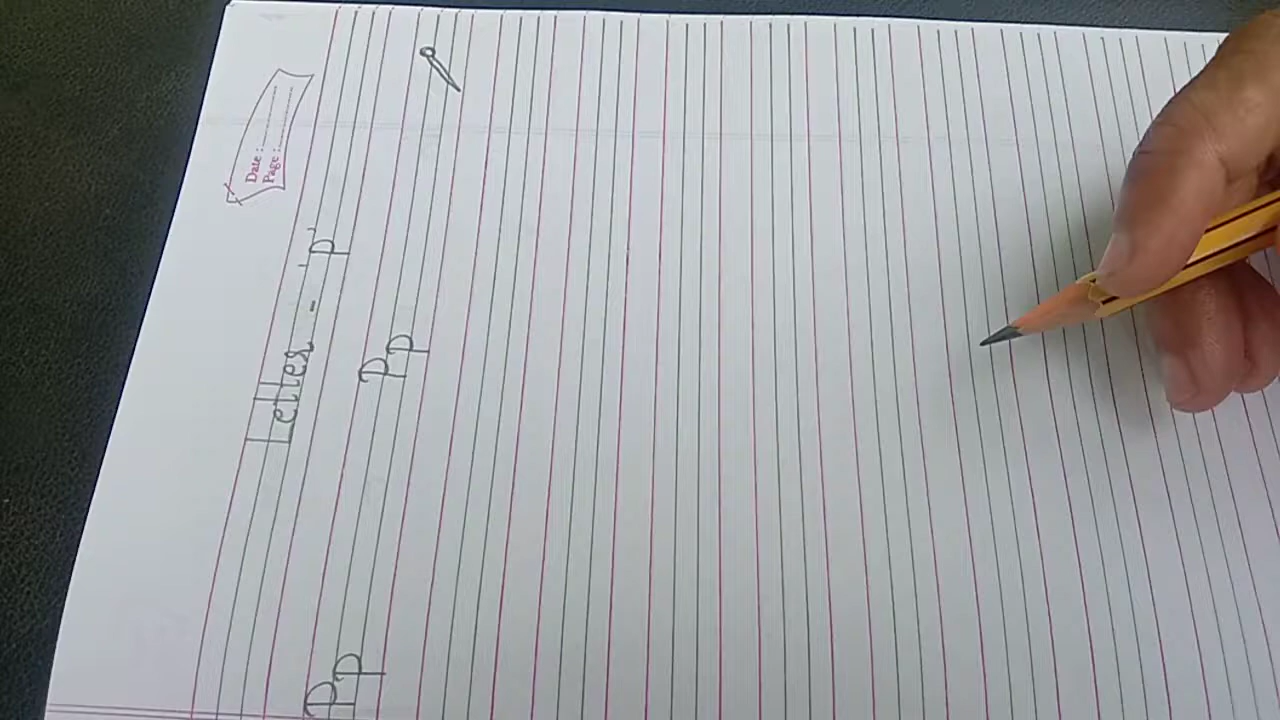 Date :
Page :
Letter - 'p'
Pp Pp